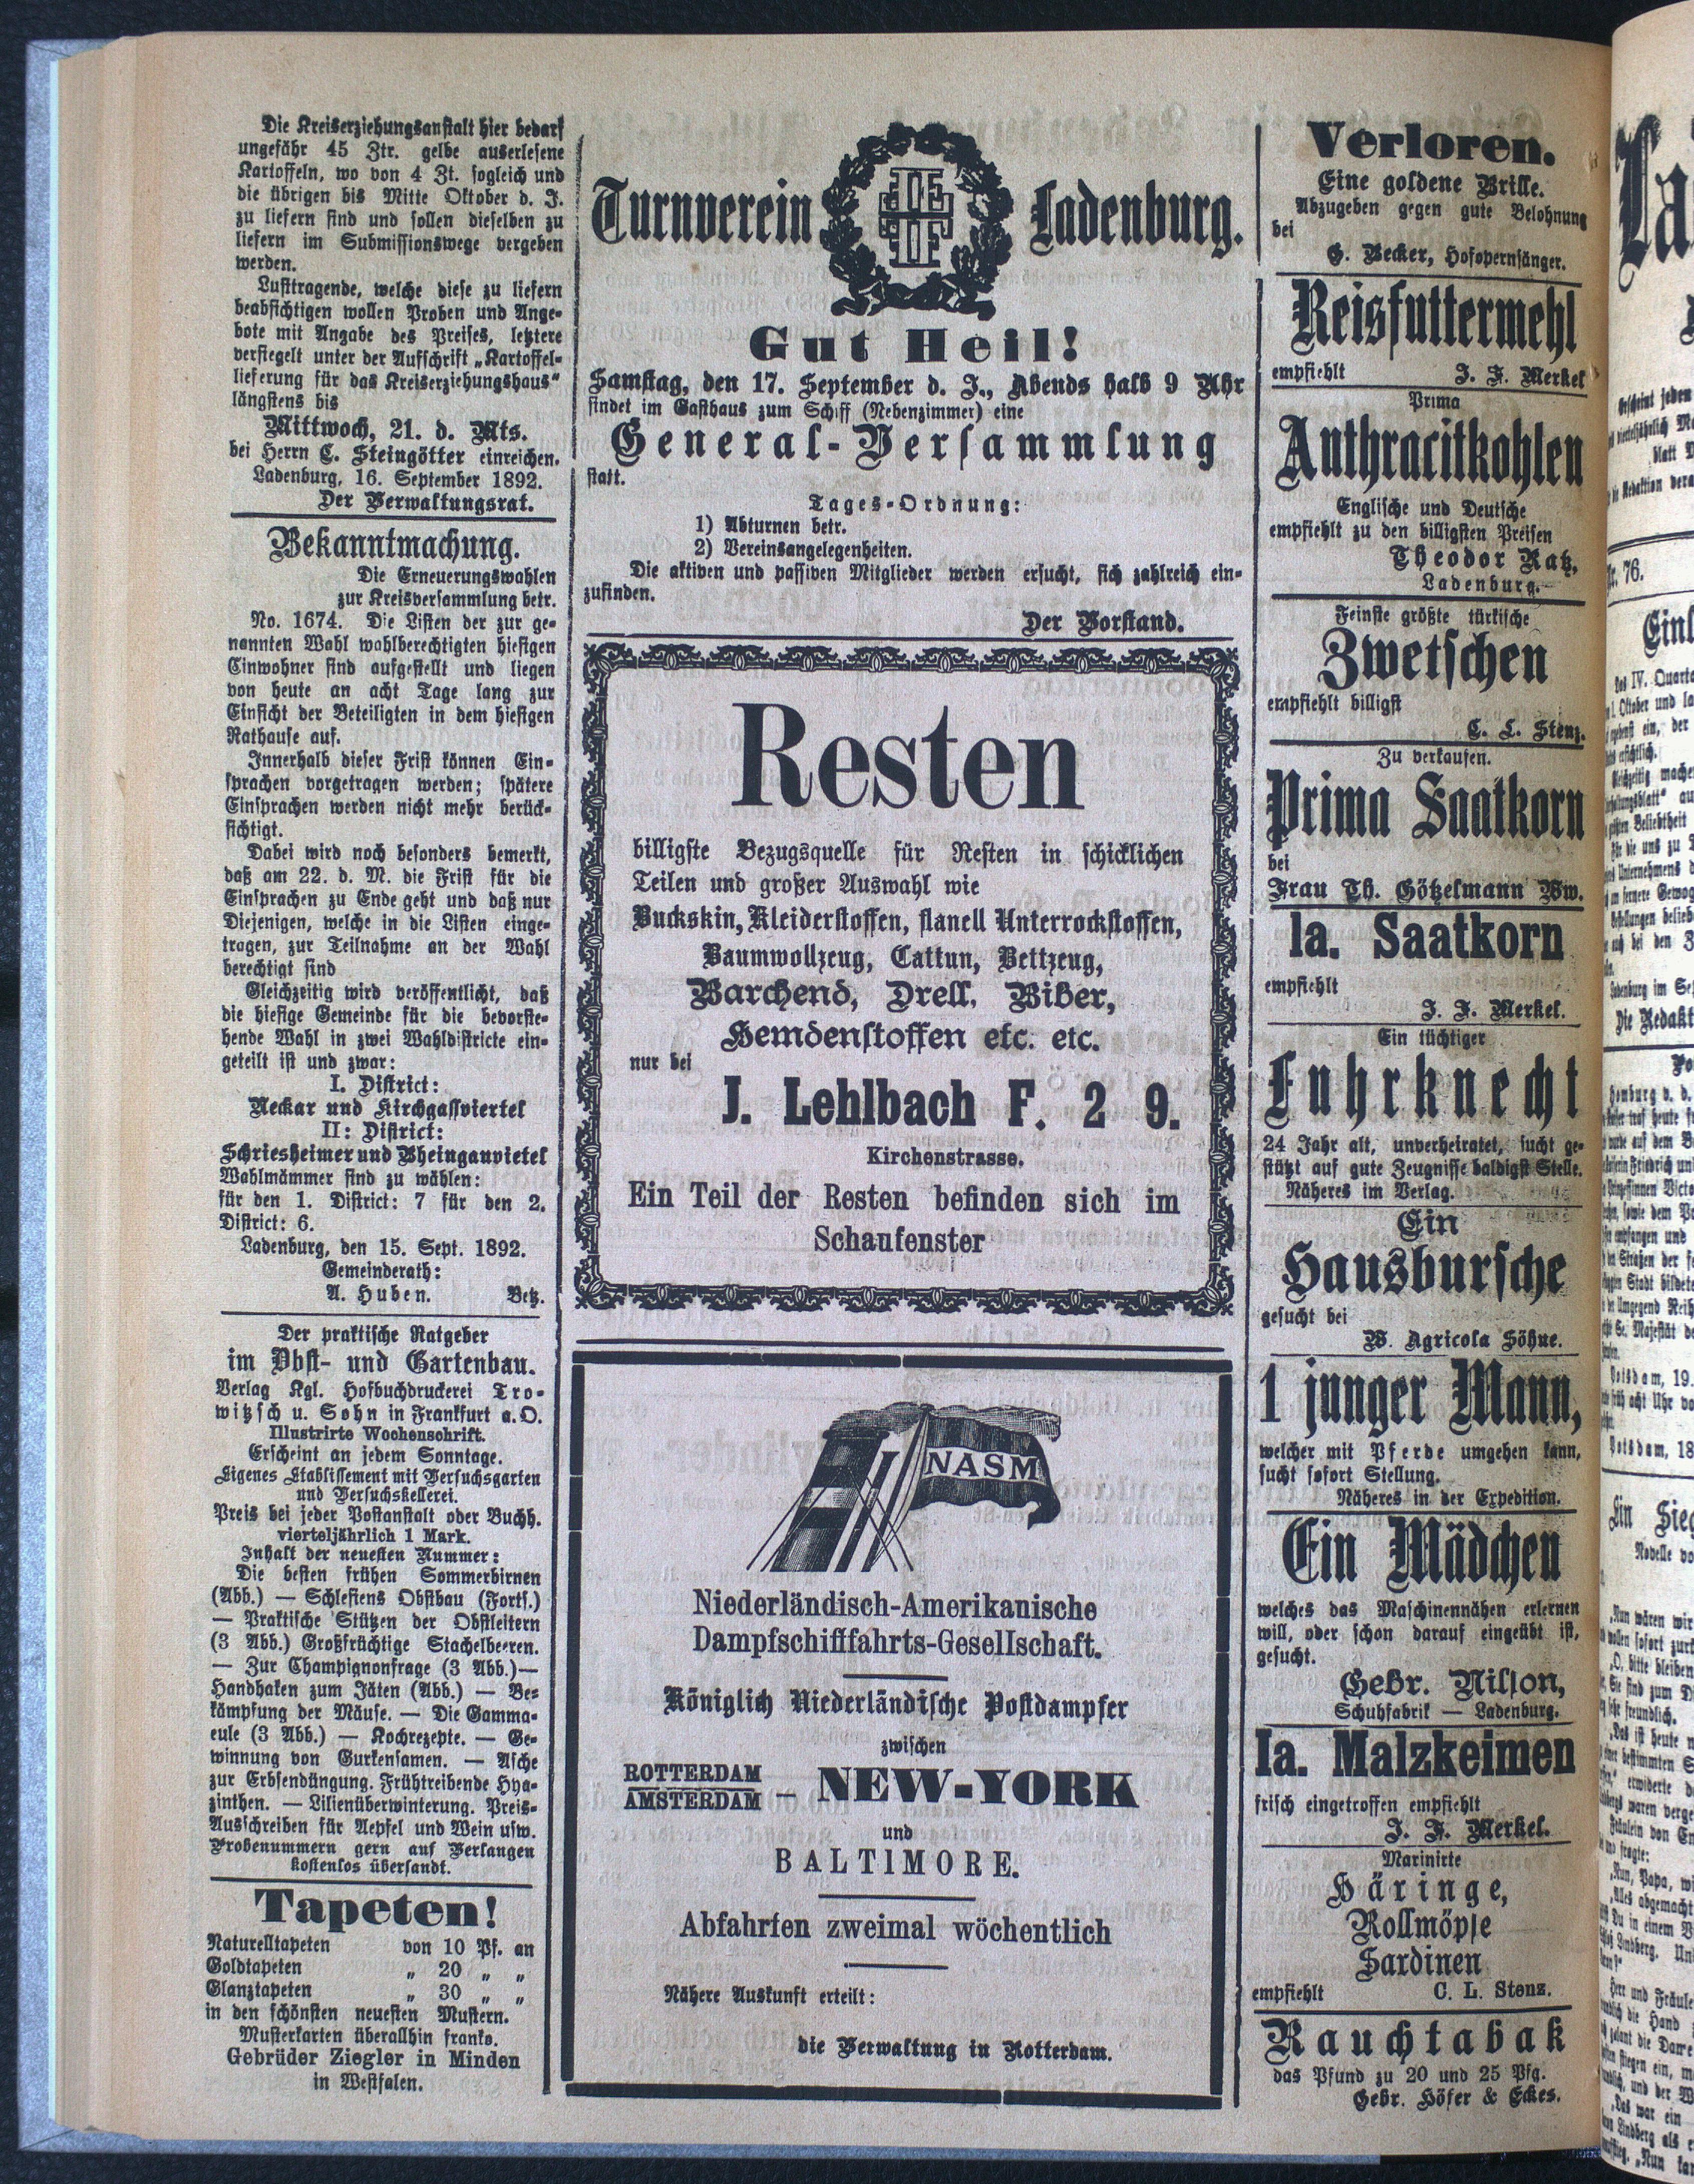 Die Kreiserziehungsanstalt hier bedarf
ungefähr 45 Ztr. gelbe auserlesene
Kartoffeln, wo von 4 Zt. sogleich und
die übrigen bis Mitte Oktober d. J.
zu liefern sind und sollen dieselben zu
liefern im Submissionswege vergeben
werden.
Lusttragende, welche diese zu liefern
beabsichtigen wollen Proben und Ange-
bote mit Angabe des Preises, letztere
versiegelt unter der Aufschrift „Kartoffel-
lieferung für das Kreiserziehungshaus"
längstens bis
Mittwoch, 21. d. Mts.
bei Herrn C. Steingötter einreichen.
Ladenburg, 16. September 1892.
Der Verwaltungsrat.
Bekanntmachung.
Die Erneuerungswahlen
zur Kreisversammlung betr.
No. 1674. Die Listen der zur ge-
nannten Wahl wahlberechtigten hiesigen
Einwohner sind aufgestellt und liegen
von heute an acht Tage lang zur
Einsicht der Beteiligten in dem hiesigen
Rathause auf.
Innerhalb dieser Frist können Ein-
sprachen vorgetragen werden; spätere
Einsprachen werden nicht mehr berück-
sichtigt.
Dabei wird noch besonders bemerkt,
daß am 22. d. M. die Frist für die
Einsprachen zu Ende geht und daß nur
Diejenigen, welche in die Listen einge-
tragen, zur Teilnahme an der Wahl
berechtigt sind
Gleichzeitig wird veröffentlicht, daß
die hiesige Gemeinde für die bevorste-
hende Wahl in zwei Wahldistricte ein-
geteilt ist und zwar:
I. District:
Neckar und Kirchgassviertel
II: District:
Schriesheimer und Rheingauvietel
Wahlmämmer sind zu wählen:
für den 1. District: 7 für den 2.
District: 6.
Ladenburg, den 15. Sept. 1892.
Gemeinderath:
A. Huben. Betz.
Der praktische Ratgeber
im Obst- und Gartenbau.
Verlag Kgl. Hofbuchdruckerei Tro-
witzsch u. Sohn in Frankfurt a. O.
Illustrirte Wochenschrift.
Erscheint an jedem Sonntage.
Eigenes Etablissement mit Versuchsgarten
und Versuchskellerei.
Preis bei jeder Postanstalt oder Buchh.
vierteljährlich 1 Mark.
Inhalt der neuesten Nummer:
Die besten frühen Sommerbirnen
(Abb.) — Schlesiens Obstbau (Forts.)
— Praktische Stützen der Obstleitern
(3 Abb.) Großfrüchtige Stachelbeeren.
— Zur Champignonfrage (3 Abb.) —
Handhaken zum Jäten (Abb.) — Be-
kämpfung der Mäuse. — Die Gamma-
eule (3 Abb.) — Kochrezepte. — Ge-
winnung von Gurkensamen. — Asche
zur Erbsendüngung. Frühtreibende Hya-
zinthen. — Lilienüberwinterung. Preis-
Ausschreiben für Aepfel und Wein usw.
Probenummern gern auf Verlangen
kostenlos übersandt.
Tapeten!
Naturelltapeten von 10 Pf. an
Goldtapeten „ 20 „ „
Glanztapeten „ 30 „ „
in den schönsten neuesten Mustern.
Musterkarten überallhin franko.
Gebrüder Ziegler in Minden
in Westfalen.
Turnverein Ladenburg.
Gut Heil!
Samstag, den 17. September d. J., Abends halb 9 Uhr
findet im Gasthaus zum Schiff (Nebenzimmer) eine
General-Versammlung
statt.
Tages-Ordnung:
1) Abturnen betr.
2) Vereinsangelegenheiten.
Die aktiven und passiven Mitglieder werden ersucht, sich zahlreich ein-
zufinden.
Der Vorstand.
Resten
billigste Bezugsquelle für Resten in schicklichen
Teilen und großer Auswahl wie
Buckskin, Kleiderstoffen, flanell Unterrockstoffen,
Baumwollzeug, Cattun, Bettzeug,
Barchend, Drell, Biber,
Hemdenstoffen etc. etc.
nur bei
J. Lehlbach F. 2 9.
Kirchenstrasse.
Ein Teil der Resten befinden sich im
Schaufenster
NASM
Niederländisch-Amerikanische
Dampfschifffahrts-Gesellschaft.
Königlich Niederländische Postdampfer
zwischen
ROTTERDAM
AMSTERDAM — NEW-YORK
und
BALTIMORE.
Abfahrten zweimal wöchentlich
Nähere Auskunft erteilt:
die Verwaltung in Rotterdam.
Verloren.
Eine goldene Brille.
Abzugeben gegen gute Belohnung
bei
G. Becker, Hofopernsänger.
Reisfuttermehl
empfiehlt J. F. Merkel
Prima
Anthracitkohlen
Englische und Deutsche
empfiehlt zu den billigsten Preisen
Theodor Katz,
Ladenburg.
Feinste größte türkische
Zwetschen
empfiehlt billigst
C. L. Stenz.
Zu verkaufen.
Prima Saatkorn
bei
Frau Th. Götzelmann Ww.
Ia. Saatkorn
empfiehlt
J. F. Merkel.
Ein tüchtiger
Fuhrknecht
24 Jahr alt, unverheiratet, sucht ge-
stützt auf gute Zeugnisse baldigst Stelle.
Näheres im Verlag.
Ein
Hausbursche
gesucht bei
W. Agricola Söhne.
1 junger Mann,
welcher mit Pferde umgehen kann,
sucht sofort Stellung.
Näheres in der Expedition.
Ein Mädchen
welches das Maschinennähen erlernen
will, oder schon darauf eingeübt ist,
gesucht.
Gebr. Nilson,
Schuhfabrik — Ladenburg.
Ia. Malzkeimen
frisch eingetroffen empfiehlt
J. F. Merkel.
Marinirte
Häringe,
Rollmöpse
Sardinen
empfiehlt C. L. Stenz.
Rauchtabak
das Pfund zu 20 und 25 Pfg.
Gebr. Höfer & Eckes.